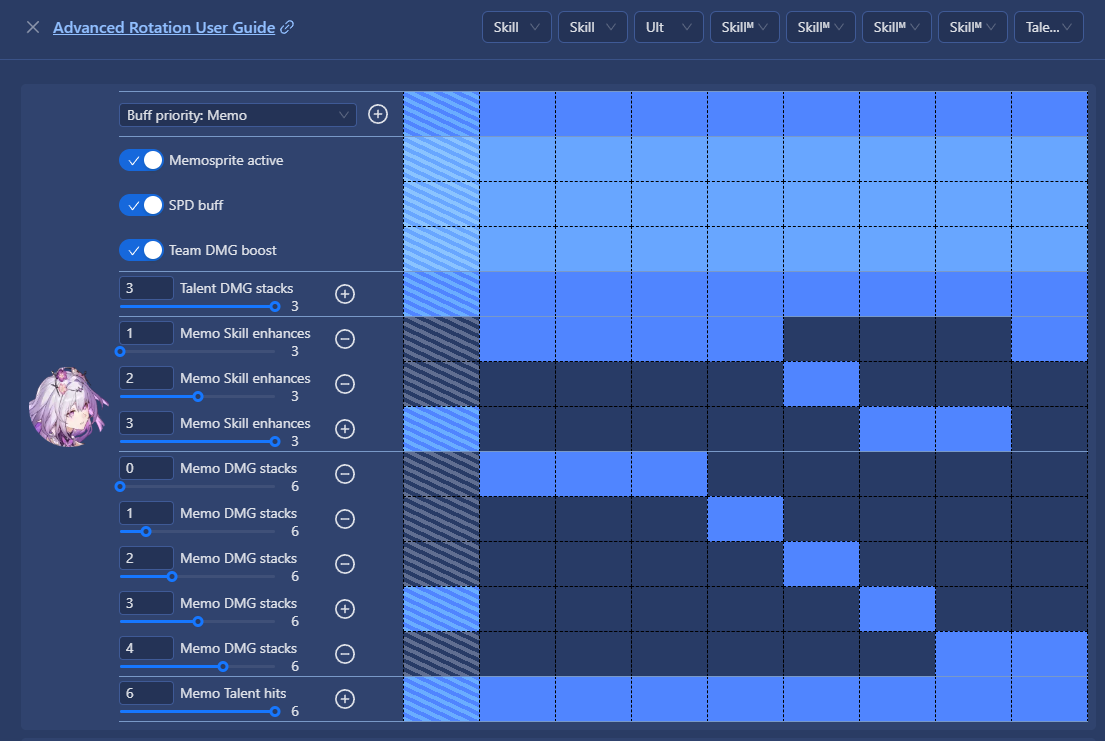 Advanced Rotation User Guide
Skill Skill Ult Skillᴹ Skillᴹ Skillᴹ Skillᴹ Tale...
Buff priority: Memo
Memosprite active
SPD buff
Team DMG boost
3 Talent DMG stacks
3
1 Memo Skill enhances
3
2 Memo Skill enhances
3
3 Memo Skill enhances
3
0 Memo DMG stacks
6
1 Memo DMG stacks
6
2 Memo DMG stacks
6
3 Memo DMG stacks
6
4 Memo DMG stacks
6
6 Memo Talent hits
6